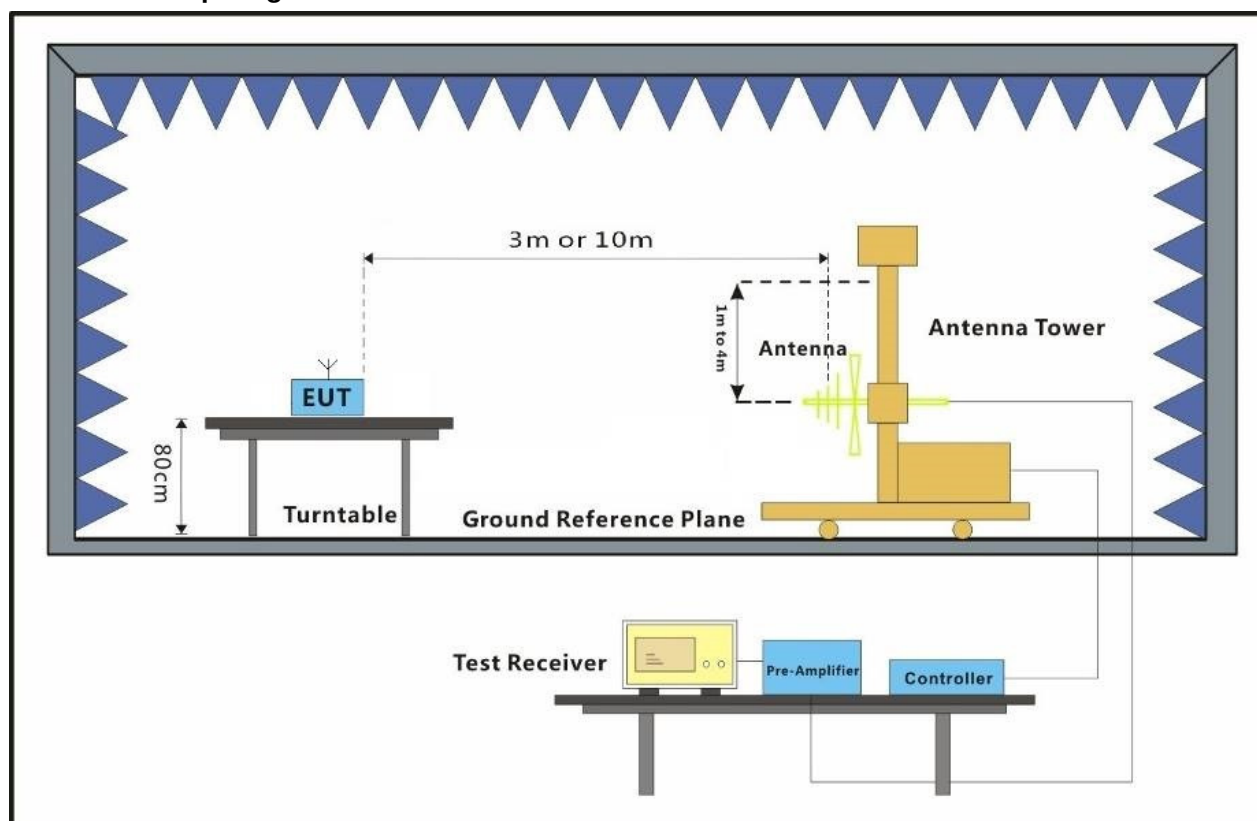 3m or 10m
1m to 4m
Antenna
Antenna Tower
EUT
80cm
Turntable
Ground Reference Plane
Test Receiver
Pre-Amplifier
Controller